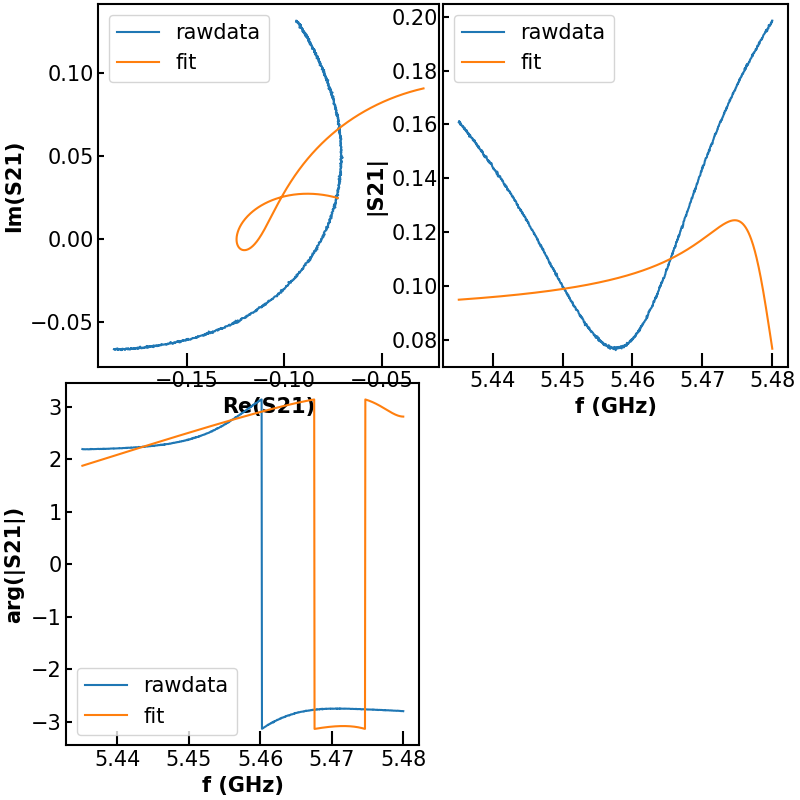 rawdata
fit
0.10
0.05
0.00
−0.05
Im(S21)
−0.15
−0.10
−0.05
Re(S21)
rawdata
fit
0.20
0.18
0.16
0.14
0.12
0.10
0.08
|S21|
5.44
5.45
5.46
5.47
5.48
f (GHz)
3
2
1
0
−1
−2
−3
arg(|S21|)
rawdata
fit
5.44
5.45
5.46
5.47
5.48
f (GHz)